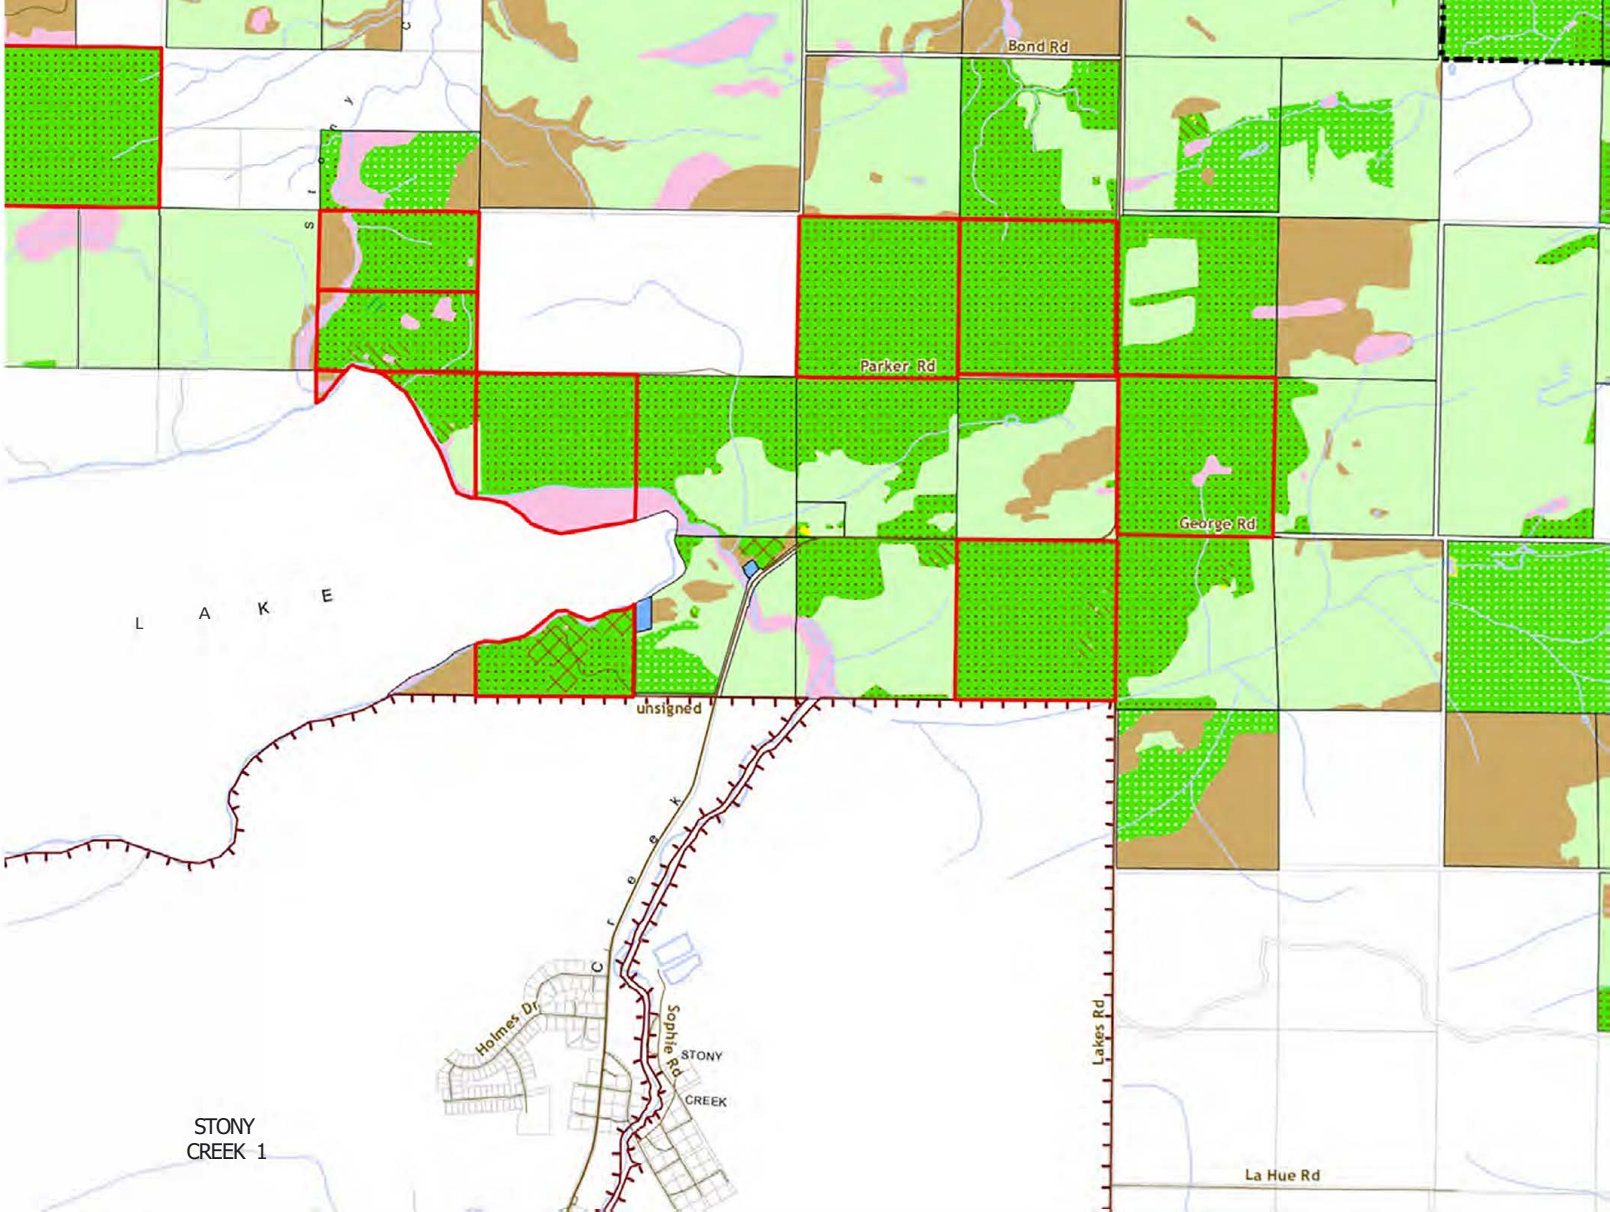 Bond Rd
Parker Rd
George Rd
L A K E
unsigned
S t o n y C
C r e e k
Holmes Dr
Sophie Rd
STONY
CREEK
Lakes Rd
STONY
CREEK 1
La Hue Rd